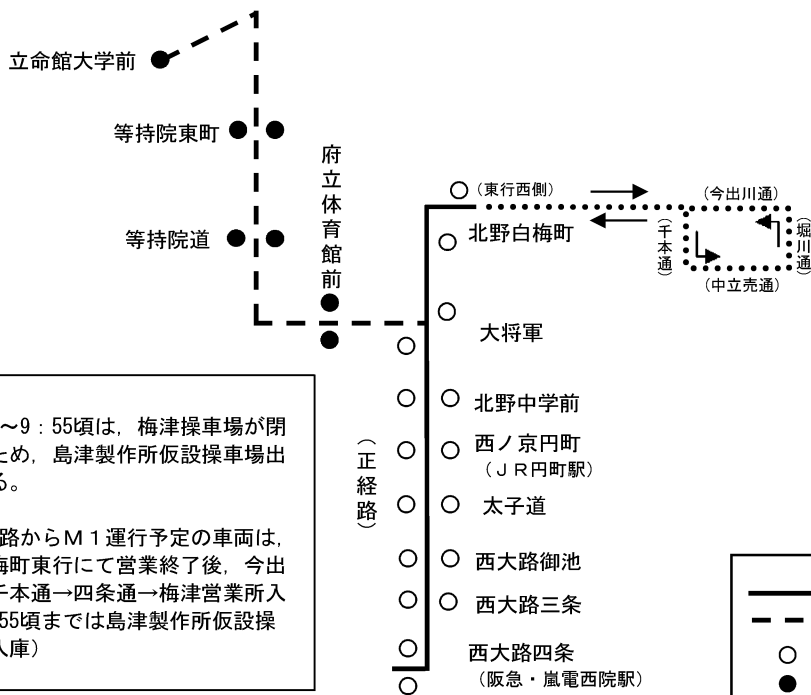 立命館大学前
等持院東町
等持院道
府立体育館前
（東行西側）
（今出川通）
北野白梅町
（千本通）
（堀川通）
（中立売通）
大将軍
北野中学前
西ノ京円町
（ＪＲ円町駅）
（正経路）
太子道
西大路御池
西大路三条
西大路四条
（阪急・嵐電西院駅）
～9：55頃は，梅津操車場が閉
ため，島津製作所仮設操車場出
る。
路からＭ１運行予定の車両は，
梅町東行にて営業終了後，今出
千本通→四条通→梅津営業所入
55頃までは島津製作所仮設操
入庫）